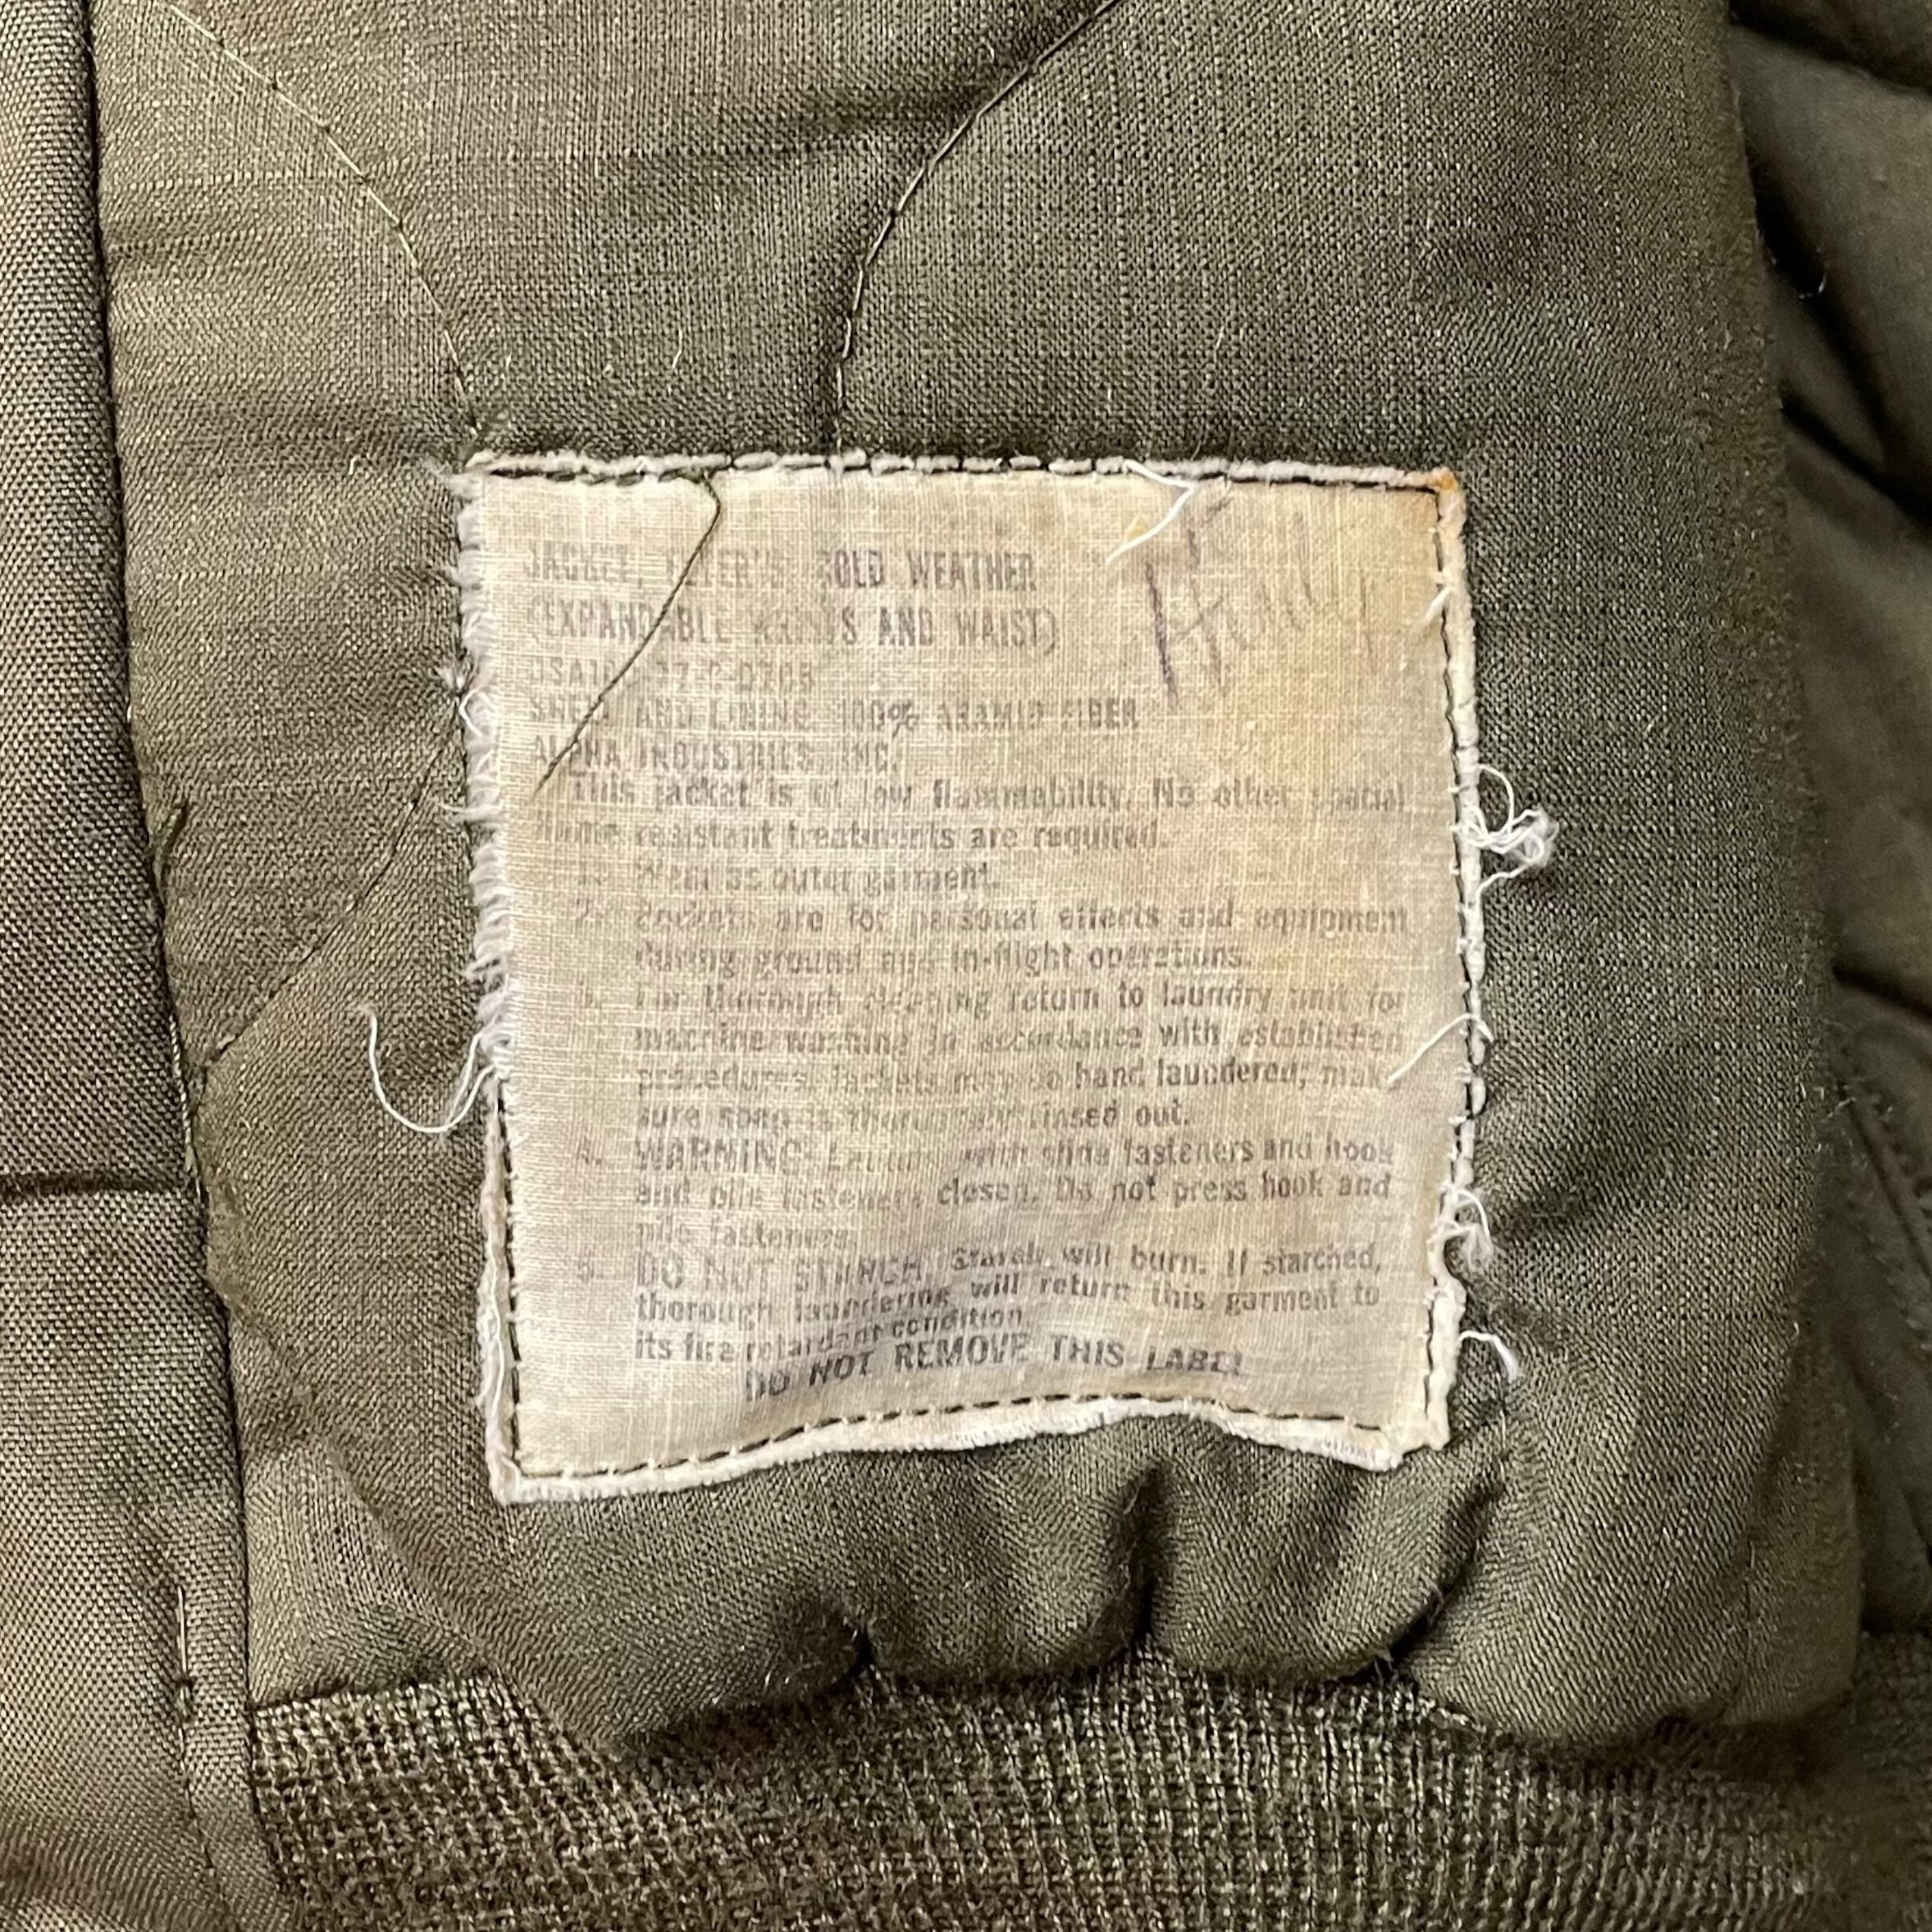 JACKET, FLYER'S COLD WEATHER
(EXPANDABLE WRISTS AND WAIST)
SHELL AND LINING 100% ARAMID FIBER
ALPHA INDUSTRIES, INC.
This jacket is of low flammability. No other special
flame resistant treatments are required.
1. Wear as outer garment.
2. Pockets are for personal effects and equipment
during ground and in-flight operations.
3. For thorough cleaning return to laundry unit for
machine washing in accordance with established
procedures. Jackets may be hand laundered; make
sure soap is thoroughly rinsed out.
4. WARNING: Launder with slide fasteners and hook
and pile fasteners closed. Do not press hook and
pile fasteners.
5. DO NOT STARCH. Starch will burn. If starched,
thorough laundering will return this garment to
its fire retardant condition.
DO NOT REMOVE THIS LABEL